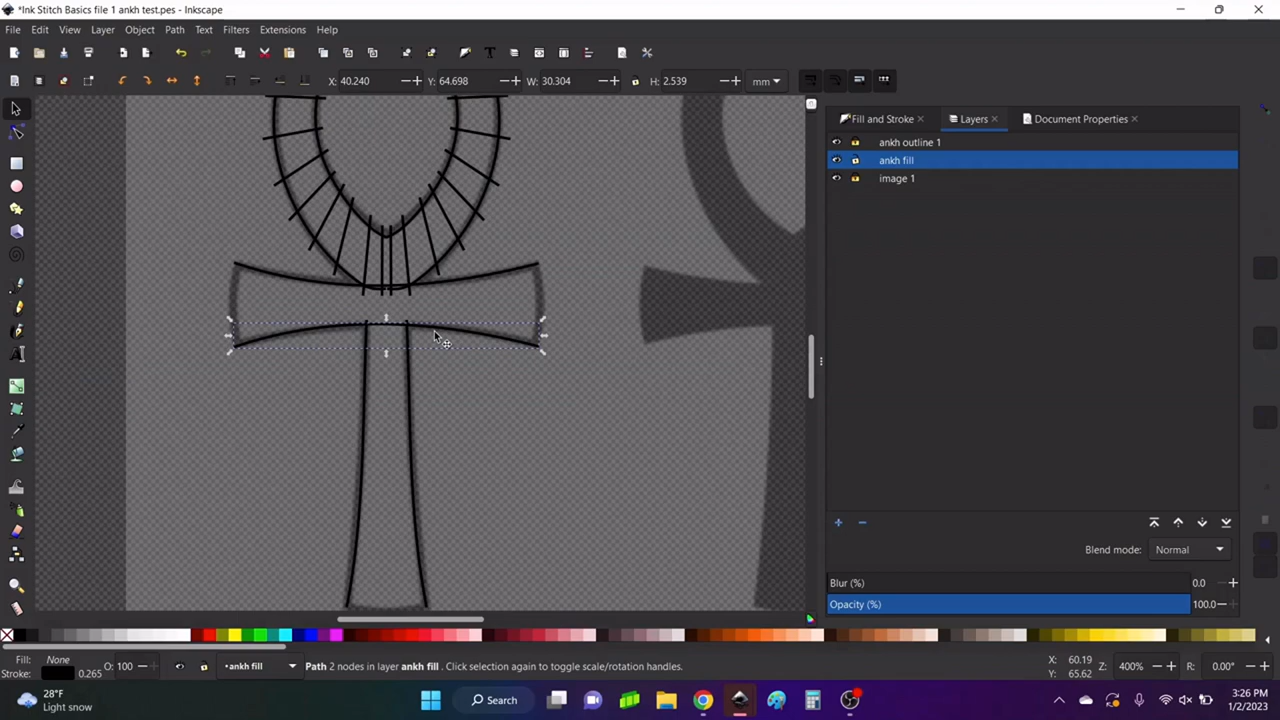 *Ink Stitch Basics file 1 ankh test.pes - Inkscape
File Edit View Layer Object Path Text Filters Extensions Help
X: 40.240 Y: 64.698 W: 30.304 H: 2.539 mm
Fill and Stroke Layers Document Properties
ankh outline 1
ankh fill
image 1
Blend mode: Normal
Blur (%) 0.0
Opacity (%) 100.0
Fill: None O: 100 •ankh fill Path 2 nodes in layer ankh fill . Click selection again to toggle scale/rotation handles. X: 60.19 Z: 400% R: 0.00°
Stroke: 0.265 Y: 65.62
28°F
Light snow
Search
3:26 PM
1/2/2023